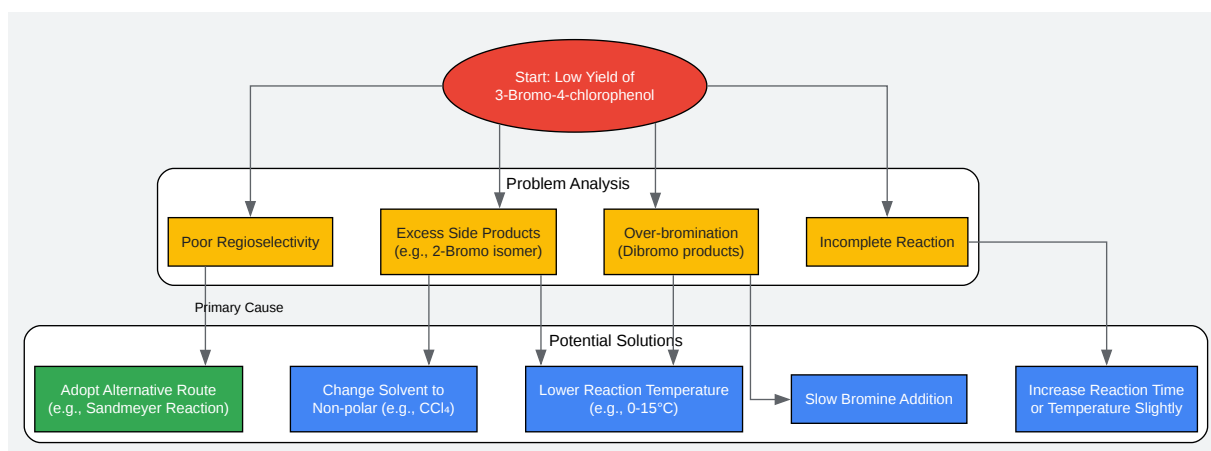 Start: Low Yield of
3-Bromo-4-chlorophenol
Problem Analysis
Poor Regioselectivity
Excess Side Products
(e.g., 2-Bromo isomer)
Over-bromination
(Dibromo products)
Incomplete Reaction
Primary Cause
Potential Solutions
Adopt Alternative Route
(e.g., Sandmeyer Reaction)
Change Solvent to
Non-polar (e.g., CCl₄)
Lower Reaction Temperature
(e.g., 0-15°C)
Slow Bromine Addition
Increase Reaction Time
or Temperature Slightly